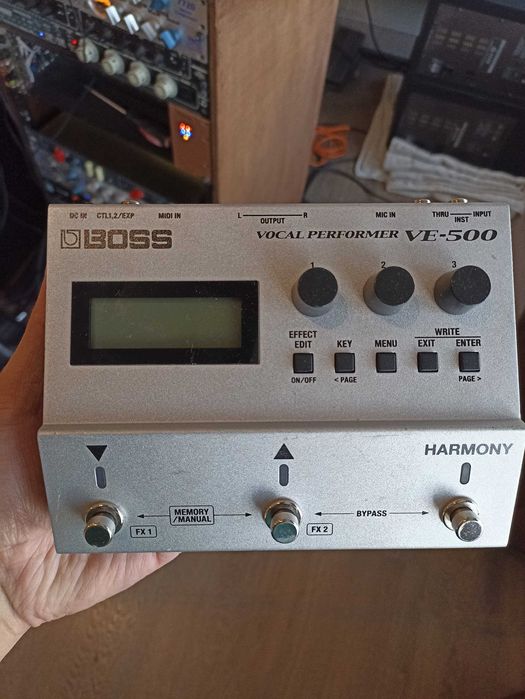 DC IN CTL1,2/EXP MIDI IN L OUTPUT R MIC IN THRU INST INPUT
BOSS
VOCAL PERFORMER VE-500
1 2 3
EFFECT EDIT KEY MENU WRITE EXIT ENTER
ON/OFF < PAGE PAGE >
▼ ▲ HARMONY
MEMORY
/MANUAL
BYPASS
FX 1 FX 2